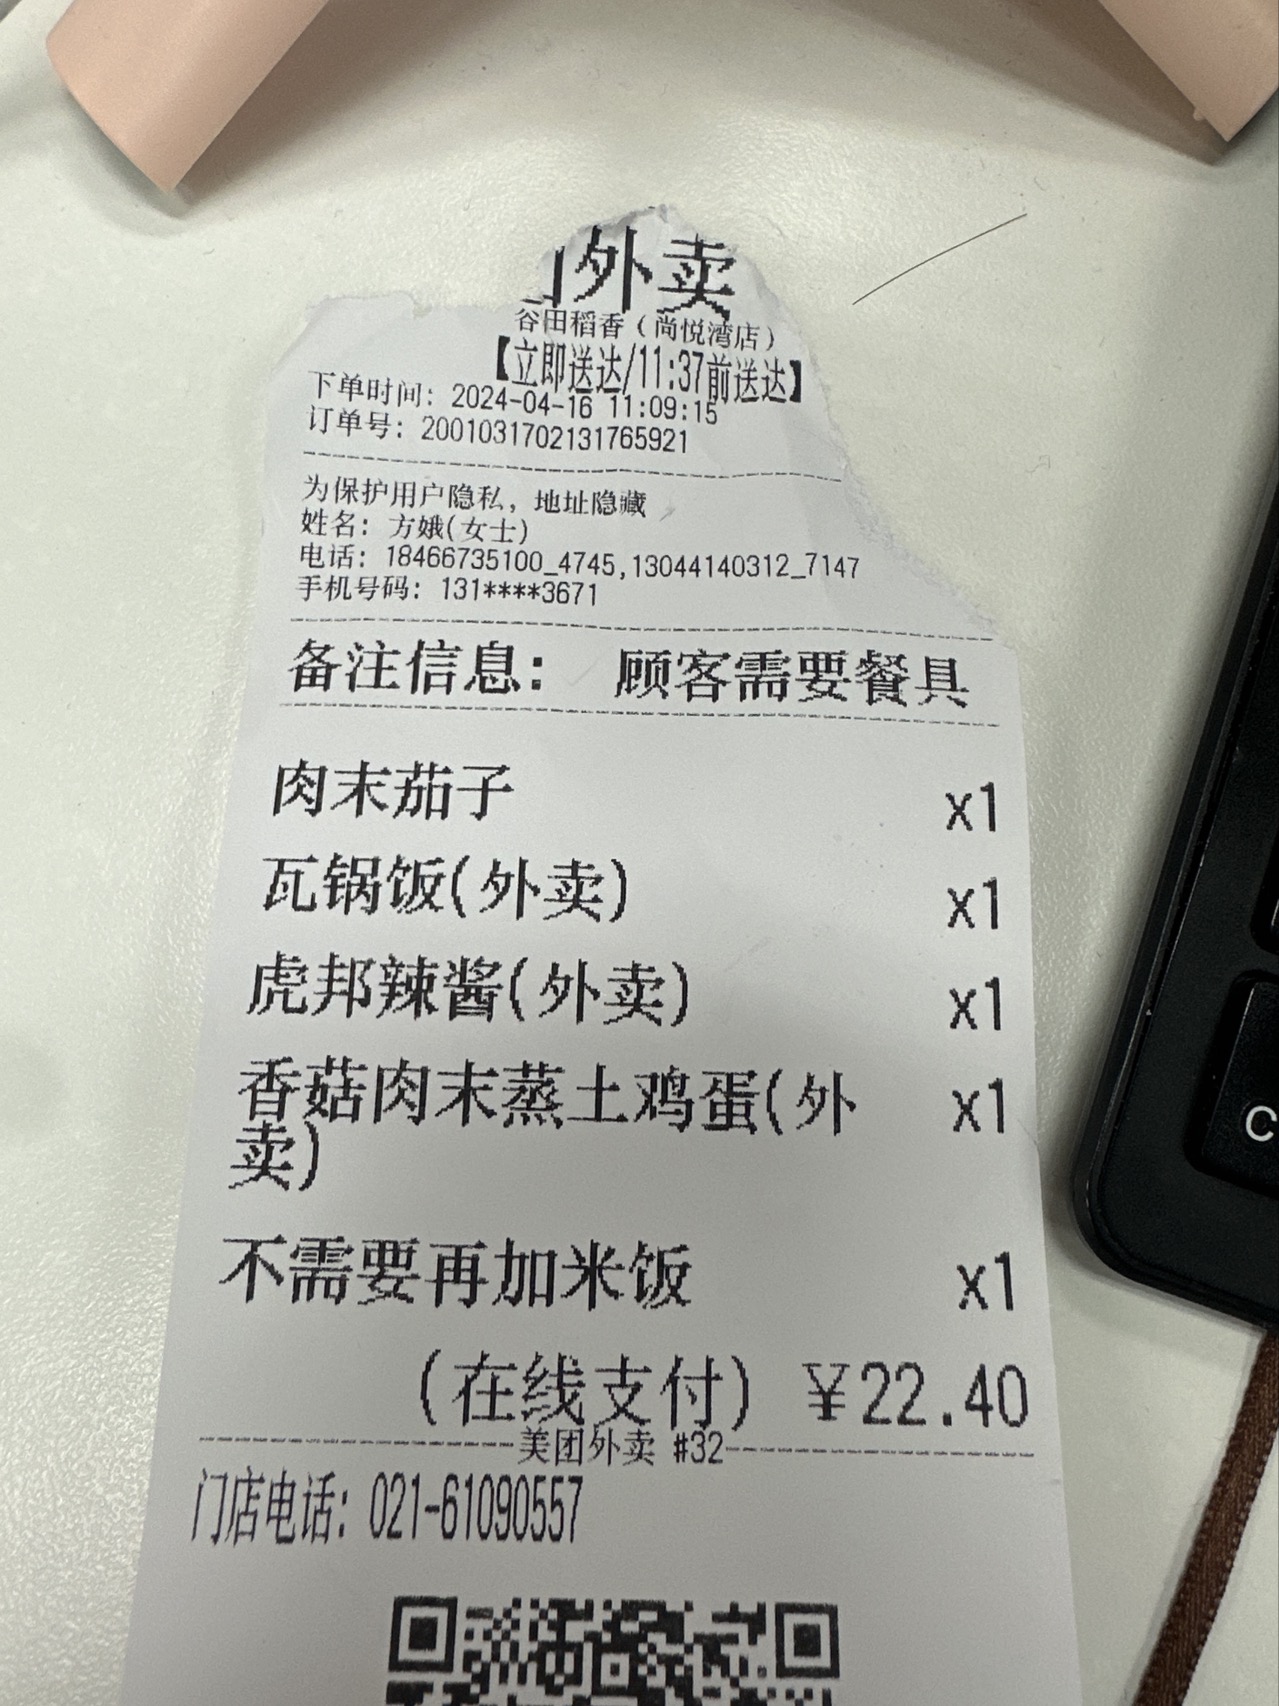 外卖
谷田稻香（尚悦湾店）
【立即送达/11:37前送达】
下单时间: 2024-04-16 11:09:15
订单号: 2001031702131765921
为保护用户隐私, 地址隐藏
姓名: 方娥(女士)
电话: 18466735100_4745,13044140312_7147
手机号码: 131****3671
备注信息: 顾客需要餐具
肉末茄子 x1
瓦锅饭(外卖) x1
虎邦辣酱(外卖) x1
香菇肉末蒸土鸡蛋(外 x1
卖)
不需要再加米饭 x1
(在线支付) ¥22.40
美团外卖 #32
门店电话: 021-61090557
C